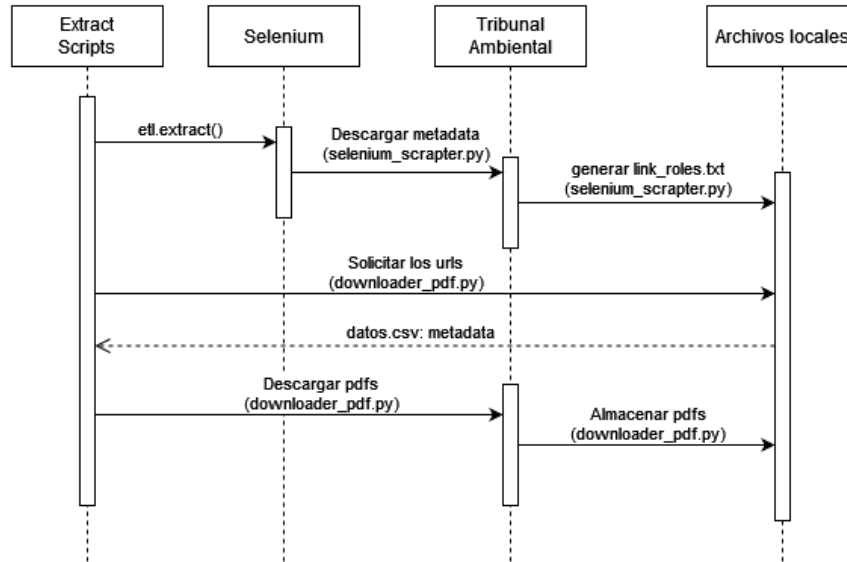 Extract
Scripts
Selenium
Tribunal
Ambiental
Archivos locales
etl.extract()
Descargar metadata
(selenium_scrapter.py)
generar link_roles.txt
(selenium_scrapter.py)
Solicitar los urls
(downloader_pdf.py)
datos.csv: metadata
Descargar pdfs
(downloader_pdf.py)
Almacenar pdfs
(downloader_pdf.py)